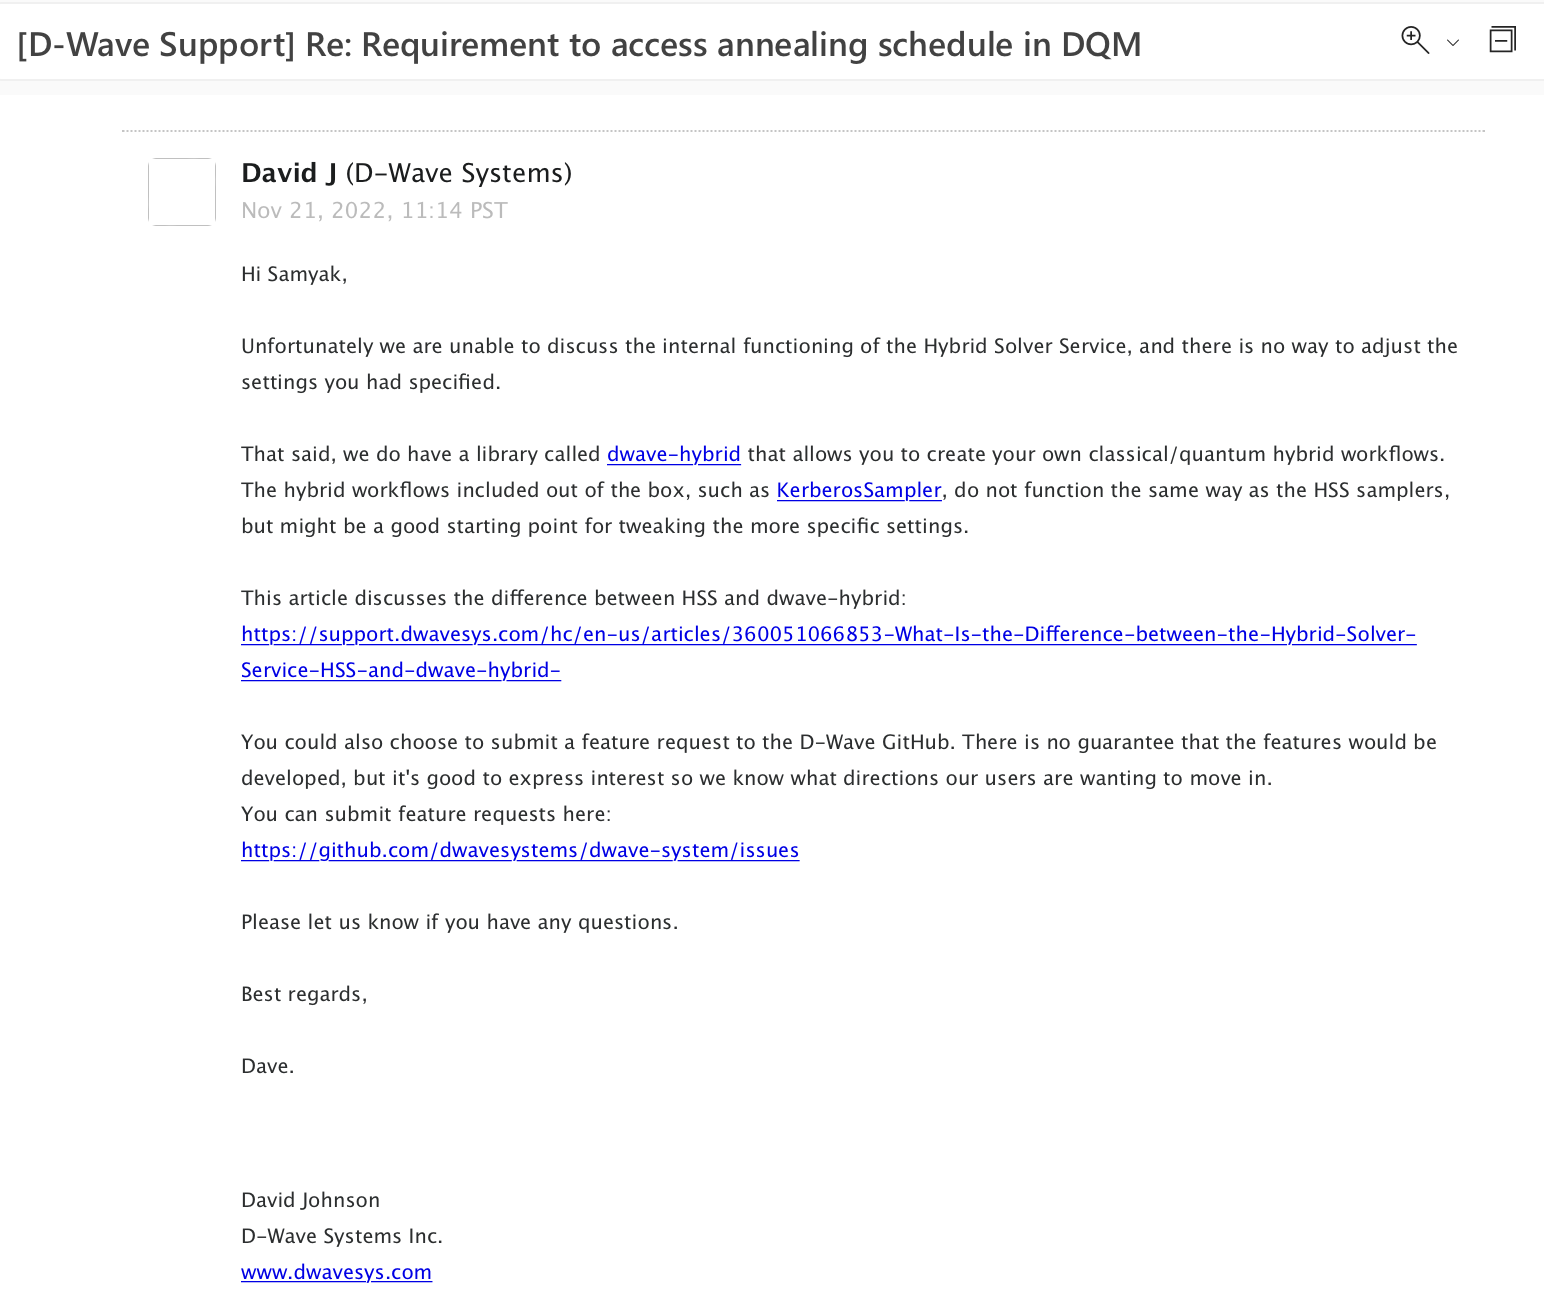 [D-Wave Support] Re: Requirement to access annealing schedule in DQM
David J (D-Wave Systems)
Nov 21, 2022, 11:14 PST
Hi Samyak,
Unfortunately we are unable to discuss the internal functioning of the Hybrid Solver Service, and there is no way to adjust the
settings you had specified.
That said, we do have a library called dwave-hybrid that allows you to create your own classical/quantum hybrid workflows.
The hybrid workflows included out of the box, such as KerberosSampler, do not function the same way as the HSS samplers,
but might be a good starting point for tweaking the more specific settings.
This article discusses the difference between HSS and dwave-hybrid:
https://support.dwavesys.com/hc/en-us/articles/360051066853-What-Is-the-Difference-between-the-Hybrid-Solver-
Service-HSS-and-dwave-hybrid-
You could also choose to submit a feature request to the D-Wave GitHub. There is no guarantee that the features would be
developed, but it's good to express interest so we know what directions our users are wanting to move in.
You can submit feature requests here:
https://github.com/dwavesystems/dwave-system/issues
Please let us know if you have any questions.
Best regards,
Dave.
David Johnson
D-Wave Systems Inc.
www.dwavesys.com